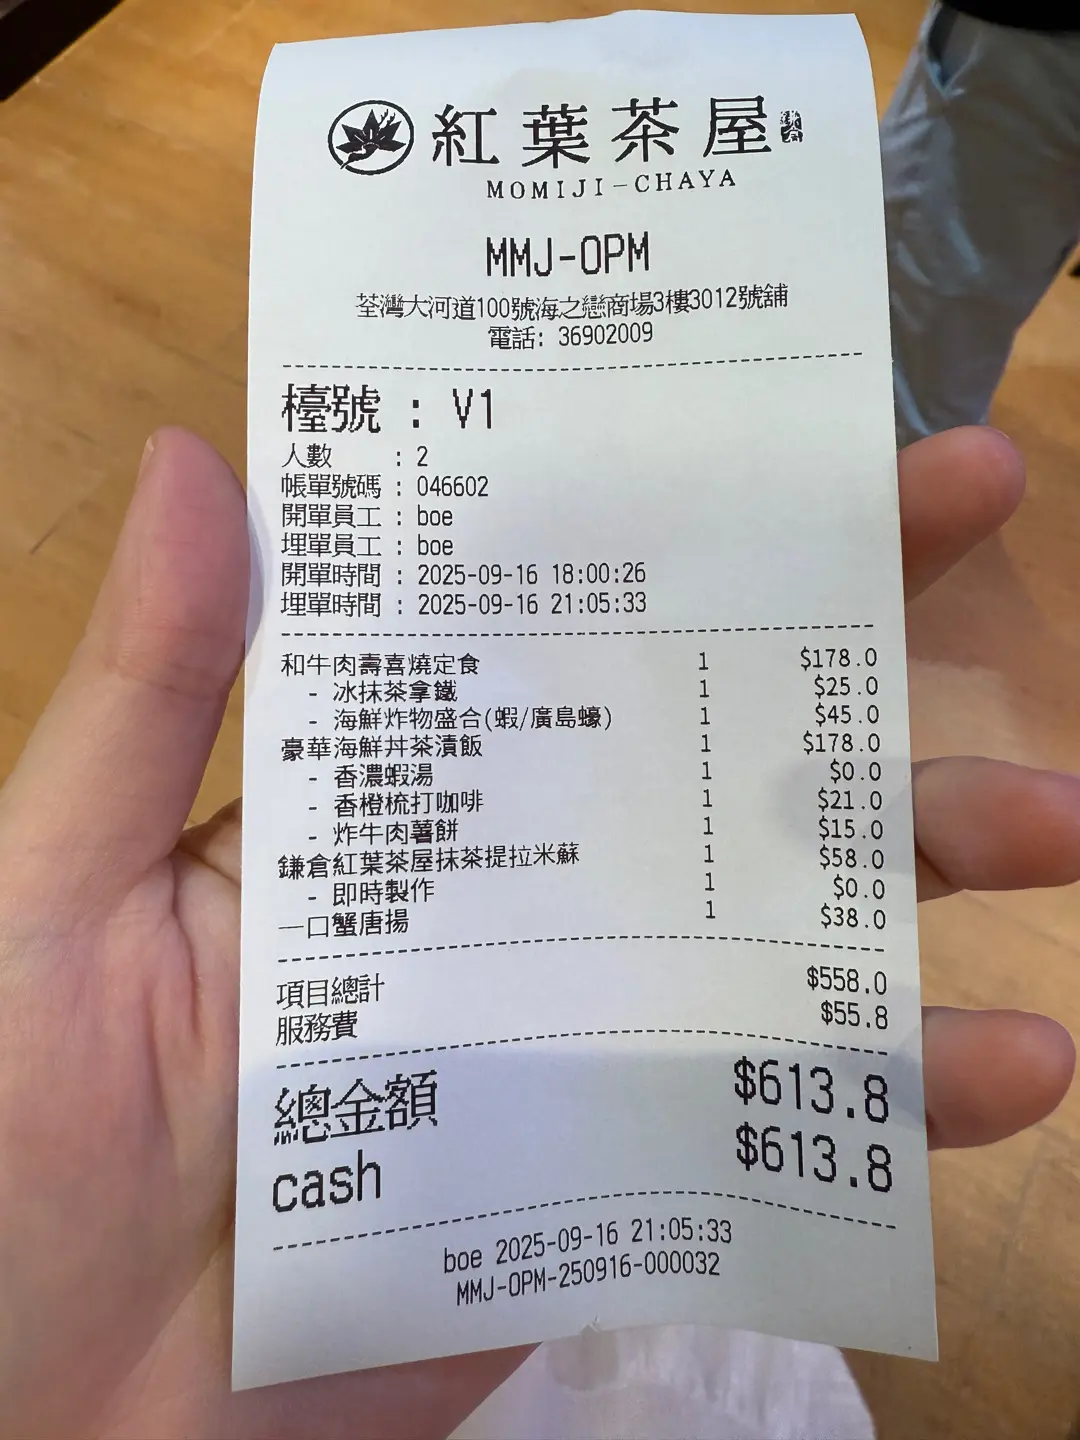 紅葉茶屋 鎌倉
MOMIJI-CHAYA
MMJ-OPM
荃灣大河道100號海之戀商場3樓3012號舖
電話: 36902009
檯號 : V1
人數 : 2
帳單號碼 : 046602
開單員工 : boe
埋單員工 : boe
開單時間 : 2025-09-16 18:00:26
埋單時間 : 2025-09-16 21:05:33
和牛肉壽喜燒定食 1 $178.0
- 冰抹茶拿鐵 1 $25.0
- 海鮮炸物盛合(蝦/廣島蠔) 1 $45.0
豪華海鮮丼茶漬飯 1 $178.0
- 香濃蝦湯 1 $0.0
- 香橙梳打咖啡 1 $21.0
- 炸牛肉薯餅 1 $15.0
鎌倉紅葉茶屋抹茶提拉米蘇 1 $58.0
- 即時製作 1 $0.0
一口蟹唐揚 1 $38.0
項目總計 $558.0
服務費 $55.8
總金額 $613.8
cash $613.8
boe 2025-09-16 21:05:33
MMJ-OPM-250916-000032